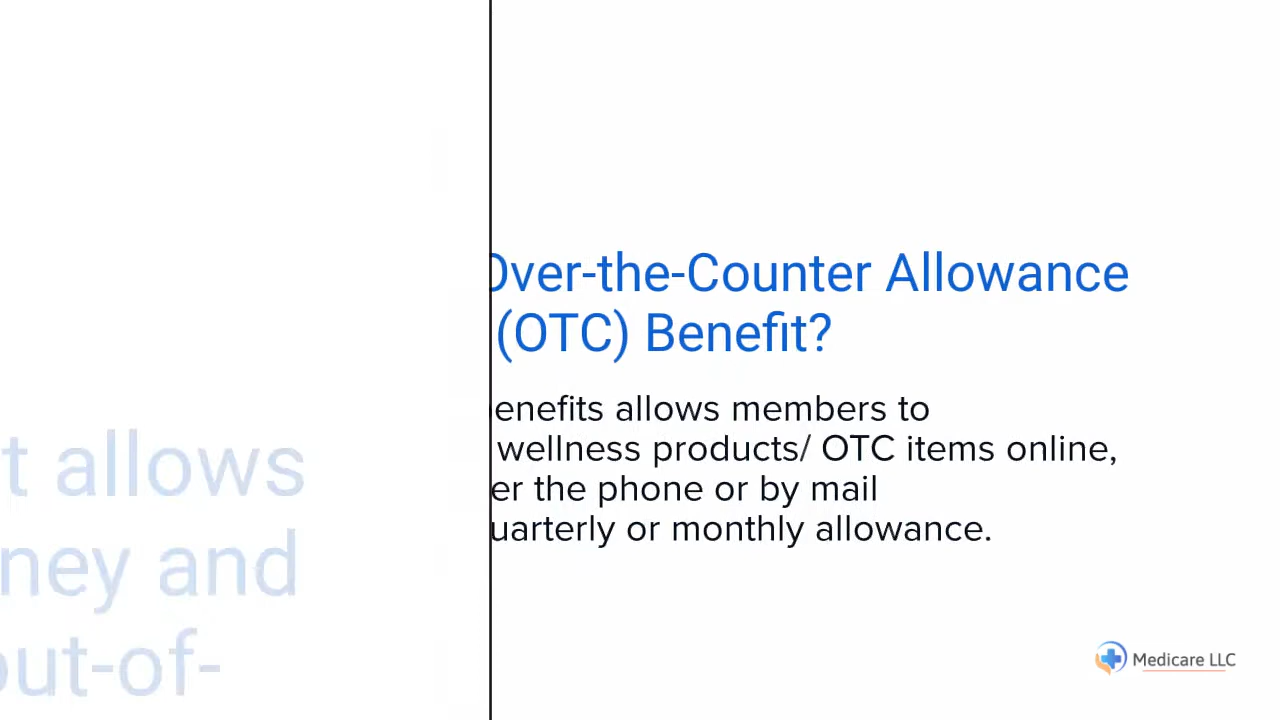 Over-the-Counter Allowance
(OTC) Benefit?
enefits allows members to
wellness products/ OTC items online,
er the phone or by mail
uarterly or monthly allowance.
t allows
ney and
out-of-
Medicare LLC